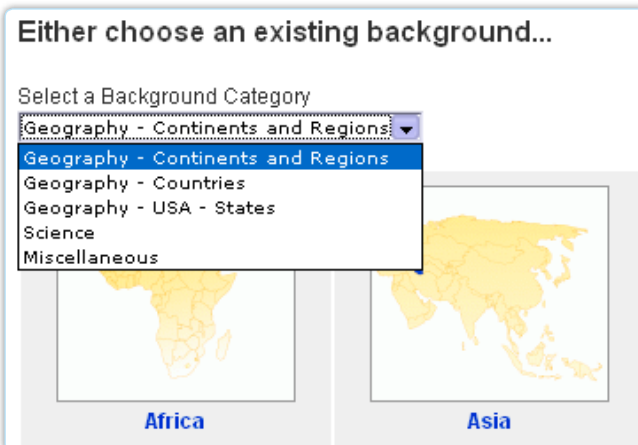 Either choose an existing background...
Select a Background Category
Geography - Continents and Regions
Geography - Continents and Regions
Geography - Countries
Geography - USA - States
Science
Miscellaneous
Africa
Asia